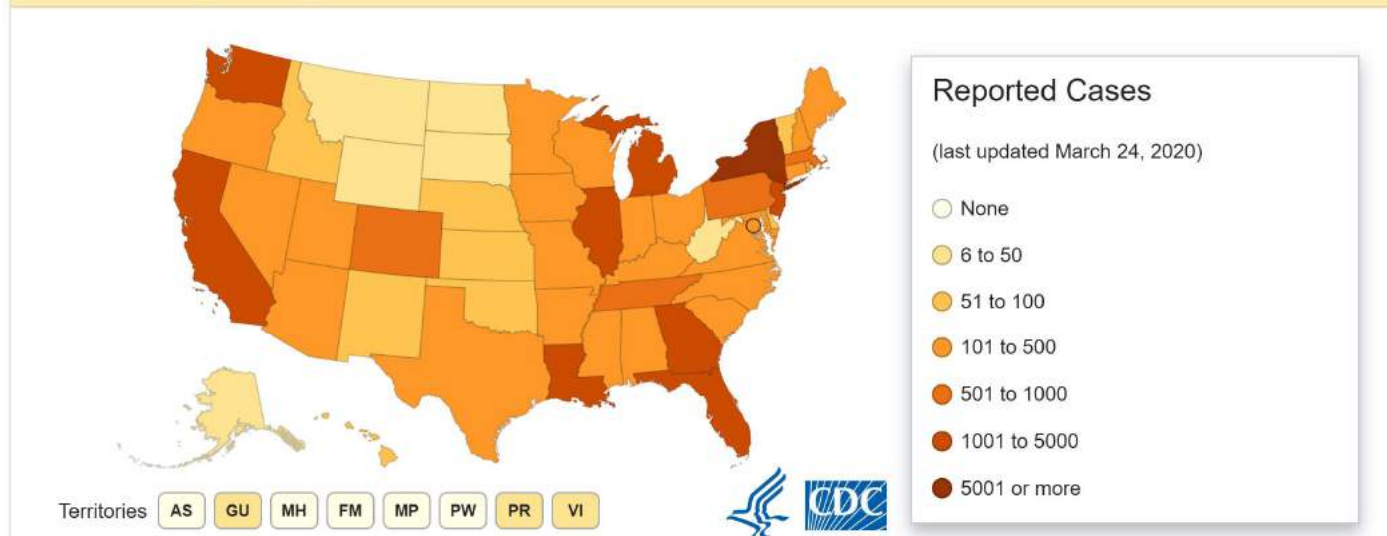 Reported Cases
(last updated March 24, 2020)
None
6 to 50
51 to 100
101 to 500
501 to 1000
1001 to 5000
5001 or more
Territories AS GU MH FM MP PW PR VI
CDC